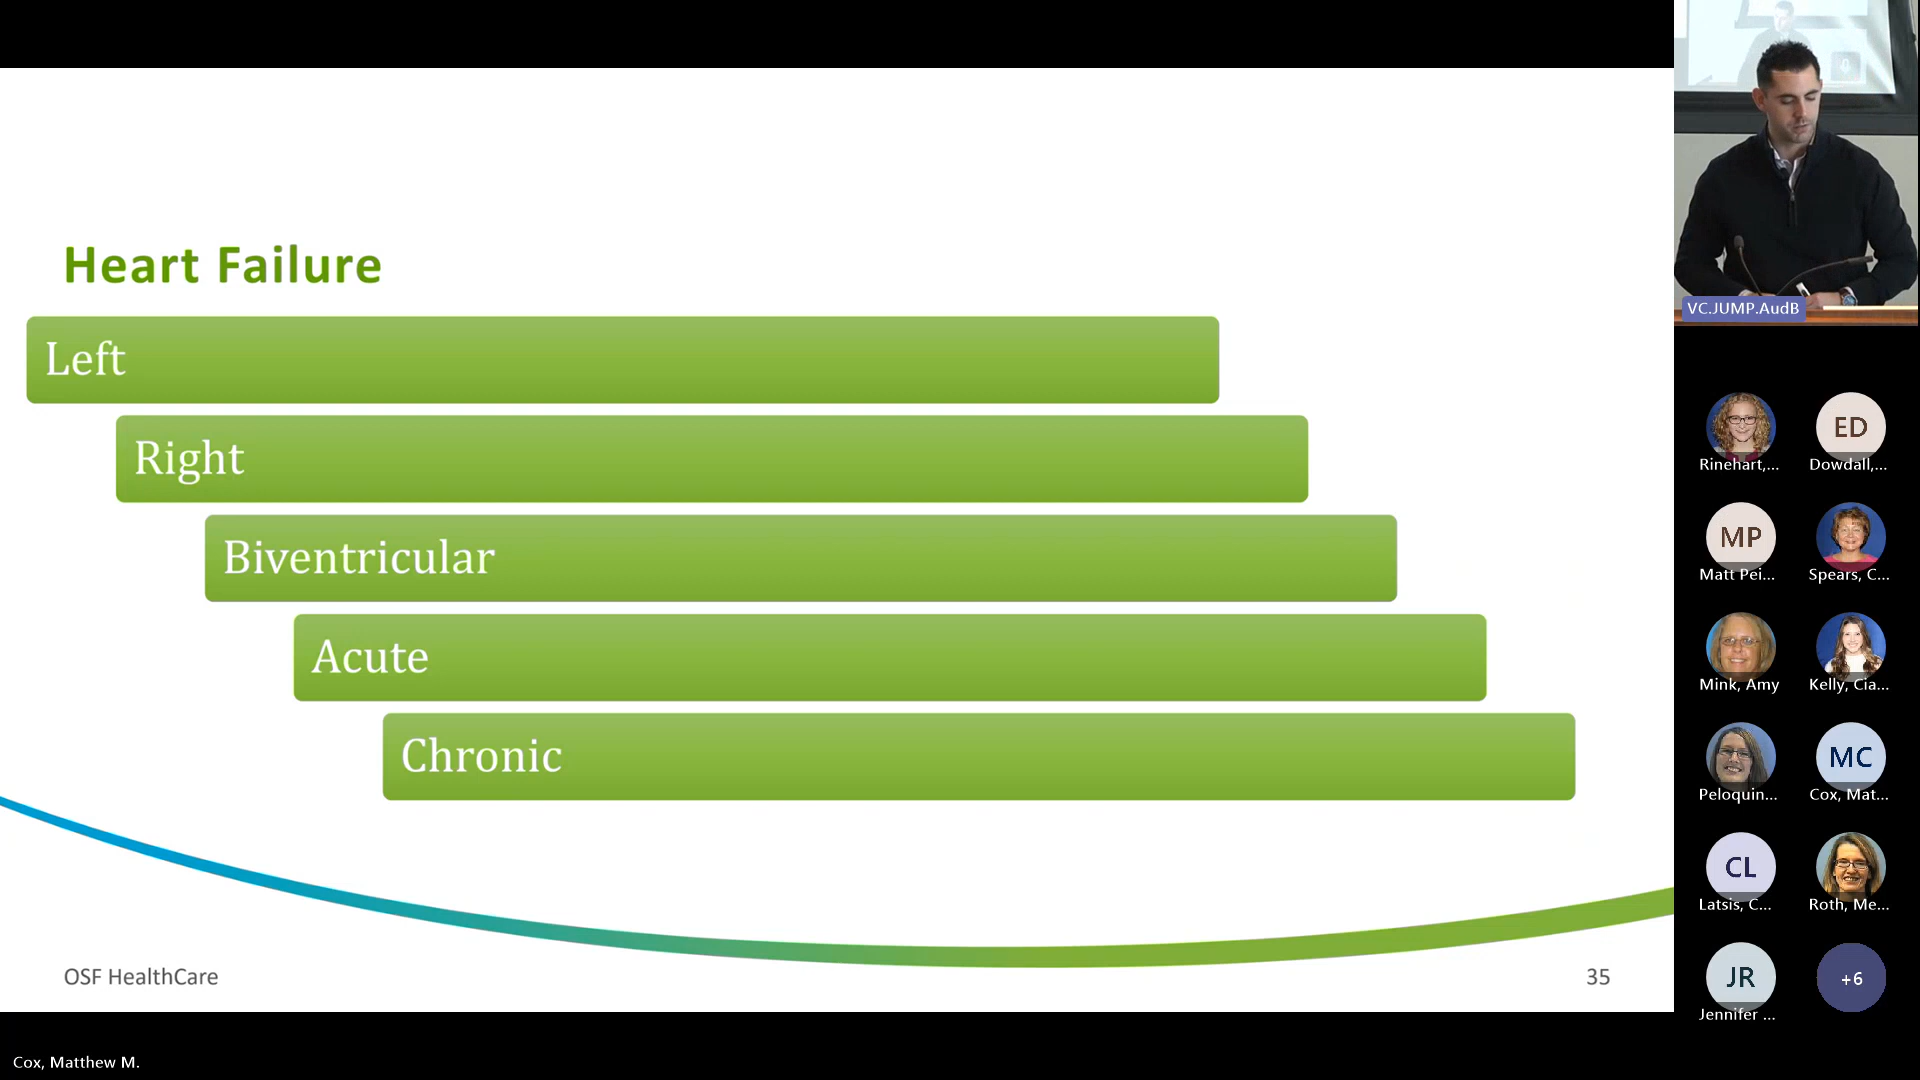 Heart Failure
Left
Right
Biventricular
Acute
Chronic
OSF HealthCare
35
Cox, Matthew M.
VC.JUMP.AudB
Rinehart,...
ED
Dowdall,...
MP
Matt Pei...
Spears, C...
Mink, Amy
Kelly, Cia...
Peloquin...
MC
Cox, Mat...
CL
Latsis, C...
Roth, Me...
JR
Jennifer ...
+6